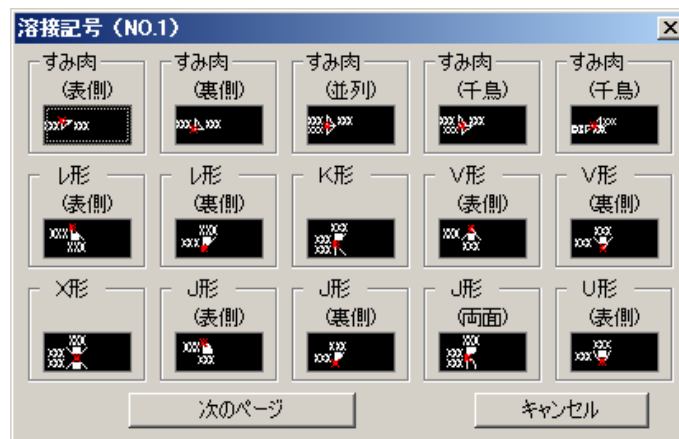 溶接記号（NO.1）
すみ肉 すみ肉 すみ肉 すみ肉 すみ肉
（表側） （裏側） （並列） （千鳥） （千鳥）
レ形 レ形 K形 V形 V形
（表側） （裏側） （表側） （裏側）
X形 J形 J形 J形 U形
（表側） （裏側） （両面） （表側）
次のページ キャンセル